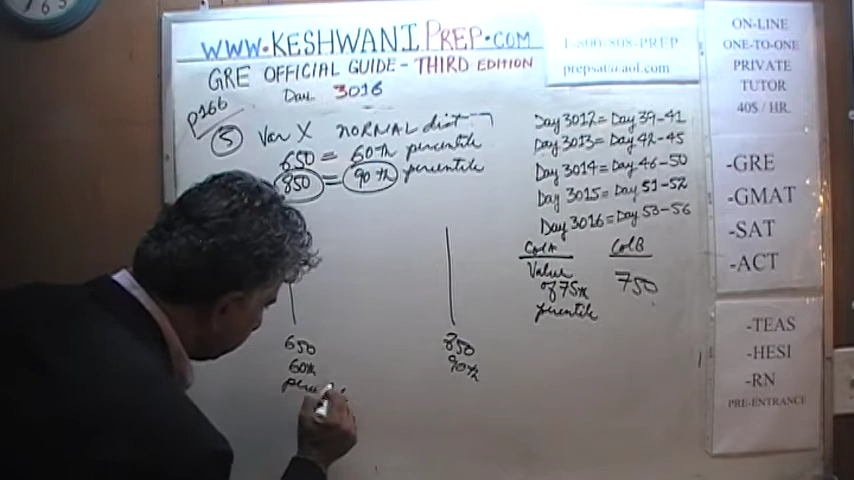 WWW.KESHWANIPREP.COM
GRE OFFICIAL GUIDE - THIRD EDITION
Day 3016
P166
5 Var X NORMAL dist
650 = 60th percentile
850 = 90th percentile
1-800-808-PREP
prepsat@aol.com
Day 3012 = Day 39-41
Day 3013 = Day 42-45
Day 3014 = Day 46-50
Day 3015 = Day 51-52
Day 3016 = Day 53-56
Col A Col B
Value
of 75th
percentile
750
650
60th
850
90th
ON-LINE
ONE-TO-ONE
PRIVATE
TUTOR
40$ / HR.
-GRE
-GMAT
-SAT
-ACT
-TEAS
-HESI
-RN
PRE-ENTRANCE